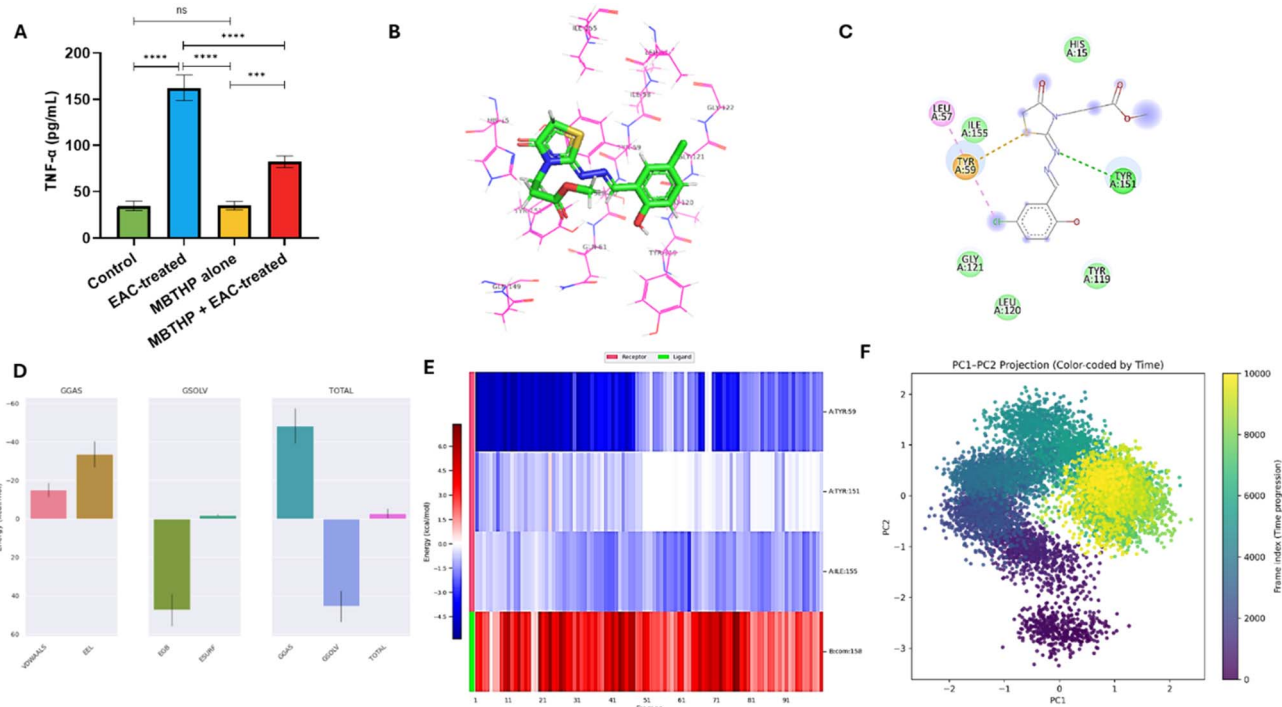 A
ns
****
****
****
***
TNF-α (pg/mL)
200
150
100
50
0
Control
EAC-treated
MBTHP alone
MBTHP + EAC-treated
B
GLY:122
C
HIS
A:15
LEU
A:57
ILE
A:155
TYR
A:59
TYR
A:151
GLY
A:121
LEU
A:120
TYR
A:119
O
O
O
N
N
Cl
D
GGAS
GSOLV
TOTAL
−60
−40
−20
0
20
40
60
VDWAALS
EEL
EGB
ESURF
GGAS
GSOLV
TOTAL
E
Receptor
Ligand
Energy (kcal/mol)
6.0
4.5
3.0
1.5
0.0
−1.5
−3.0
−4.5
A:TYR:59
A:TYR:151
A:ILE:155
B:com:158
1
11
21
31
41
51
61
71
81
91
F
PC1–PC2 Projection (Color-coded by Time)
PC2
2
1
0
−1
−2
−3
−2
−1
0
1
2
PC1
10000
8000
6000
4000
2000
0
Frame Index (Time progression)